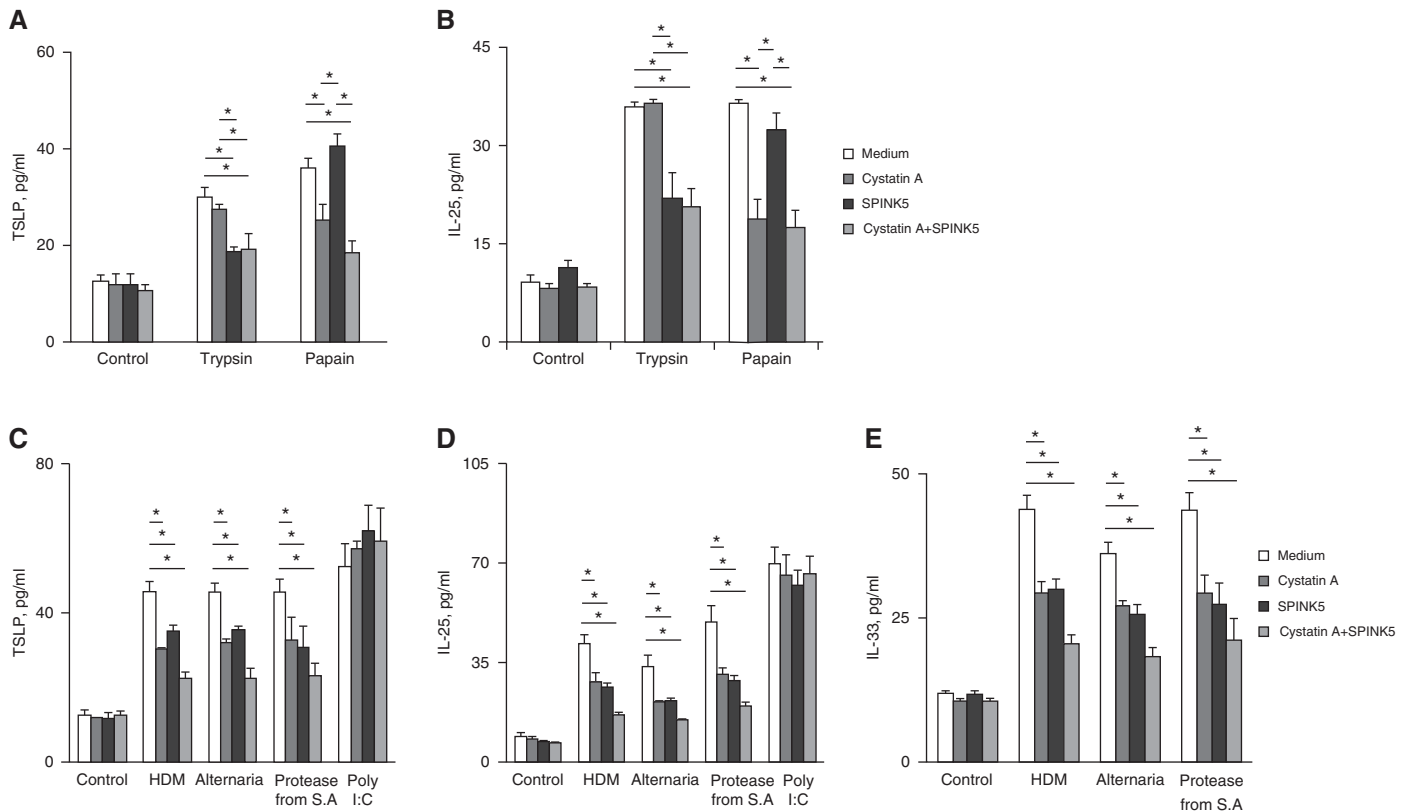 A
60
40
20
0
TSLP, pg/ml
* * * *
* * * * *
Control Trypsin Papain
B
45
30
15
0
IL-25, pg/ml
* * * *
* * * * *
Control Trypsin Papain
Medium
Cystatin A
SPINK5
Cystatin A+SPINK5
C
80
40
0
TSLP, pg/ml
* * *
* * *
* * *
Control HDM Alternaria Protease Poly
from S.A I:C
D
105
70
35
0
IL-25, pg/ml
* * *
* * *
* * *
Control HDM Alternaria Protease Poly
from S.A I:C
E
50
25
0
IL-33, pg/ml
* * *
* * *
* * *
Control HDM Alternaria Protease
from S.A
Medium
Cystatin A
SPINK5
Cystatin A+SPINK5